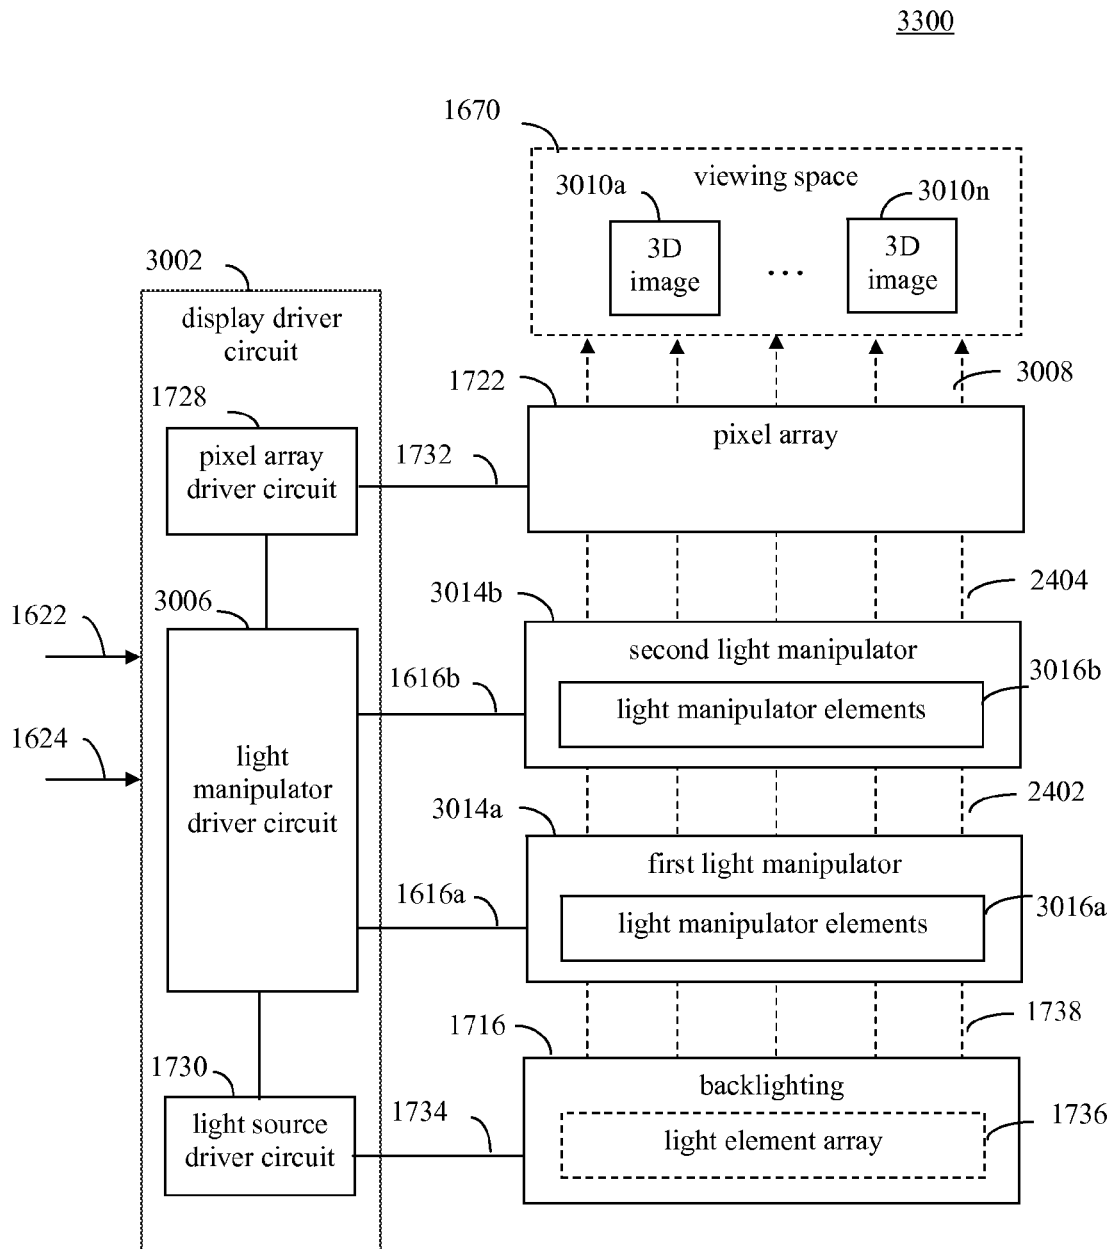 3300
1670
viewing space
3010a
3010n
3D
image
...
3D
image
3002
display driver
circuit
3008
1722
1728
pixel array
pixel array
driver circuit
1732
2404
3014b
3006
1622
second light manipulator
3016b
1616b
light manipulator elements
1624
light
manipulator
driver circuit
2402
3014a
first light manipulator
1616a
3016a
light manipulator elements
1738
1716
1730
backlighting
1734
1736
light source
driver circuit
light element array